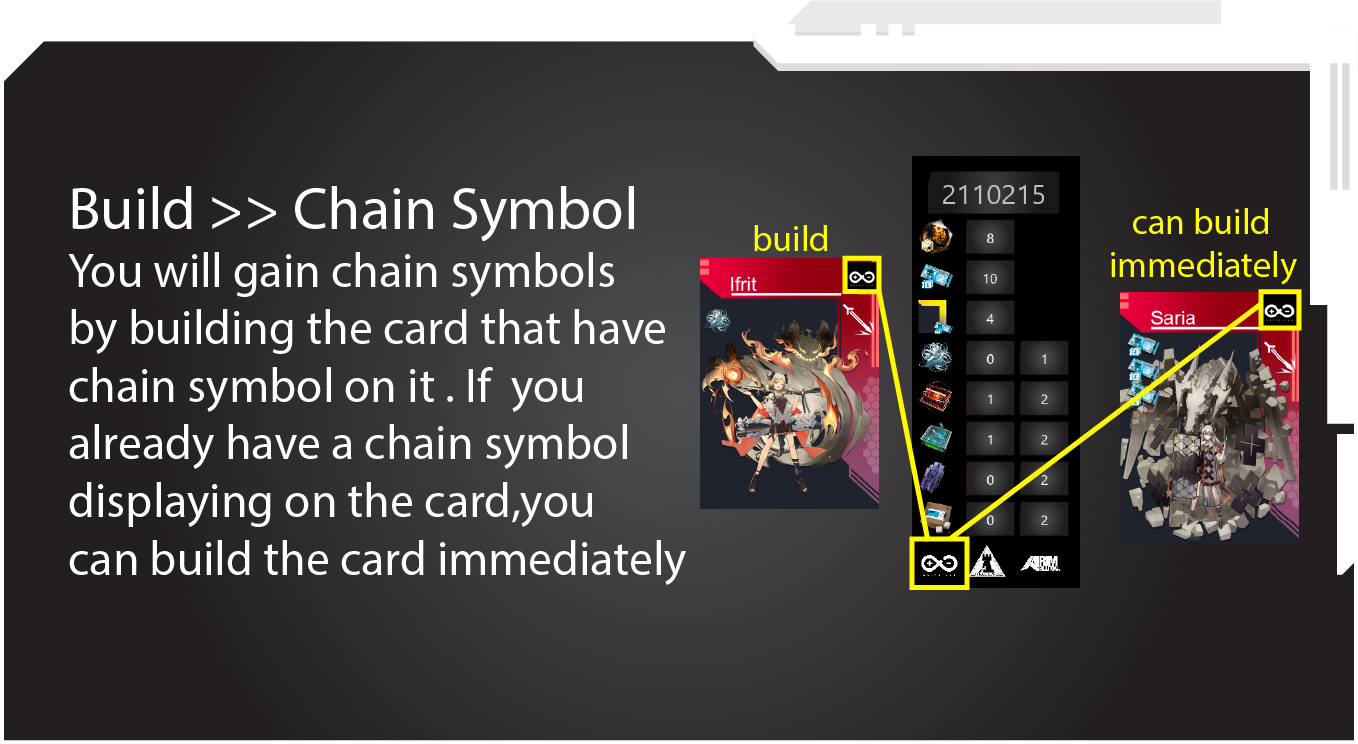 Build >> Chain Symbol
You will gain chain symbols
by building the card that have
chain symbol on it . If  you
already have a chain symbol
displaying on the card,you
can build the card immediately
build
Ifrit
2110215
8
10
4
0 1
1 2
1 2
0 2
0 2
can build
immediately
Saria